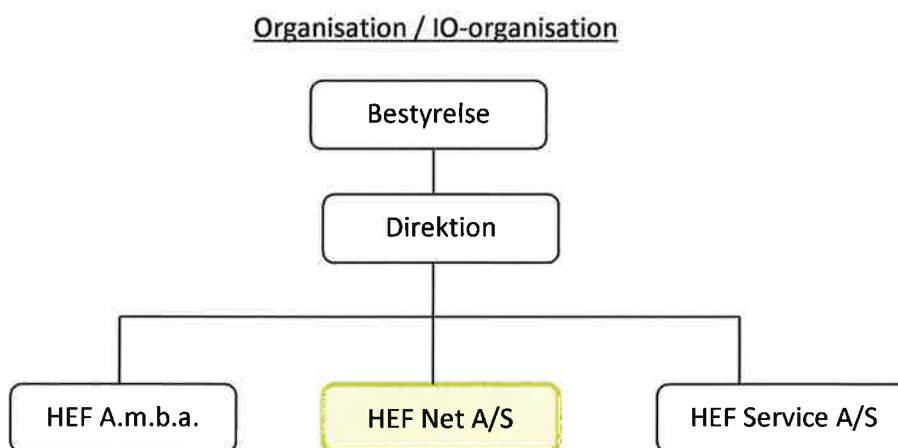 Organisation / IO-organisation
Bestyrelse
Direktion
HEF A.m.b.a.
HEF Net A/S
HEF Service A/S